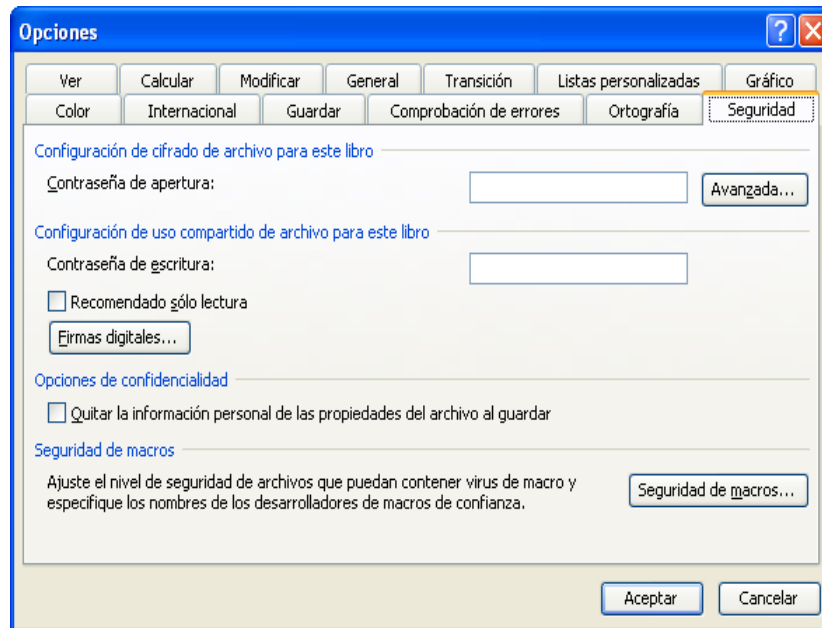 Opciones
Ver Calcular Modificar General Transición Listas personalizadas Gráfico
Color Internacional Guardar Comprobación de errores Ortografía Seguridad
Configuración de cifrado de archivo para este libro
Contraseña de apertura: Avanzada...
Configuración de uso compartido de archivo para este libro
Contraseña de escritura:
Recomendado sólo lectura
Firmas digitales...
Opciones de confidencialidad
Quitar la información personal de las propiedades del archivo al guardar
Seguridad de macros
Ajuste el nivel de seguridad de archivos que puedan contener virus de macro y
especifique los nombres de los desarrolladores de macros de confianza.
Seguridad de macros...
Aceptar Cancelar